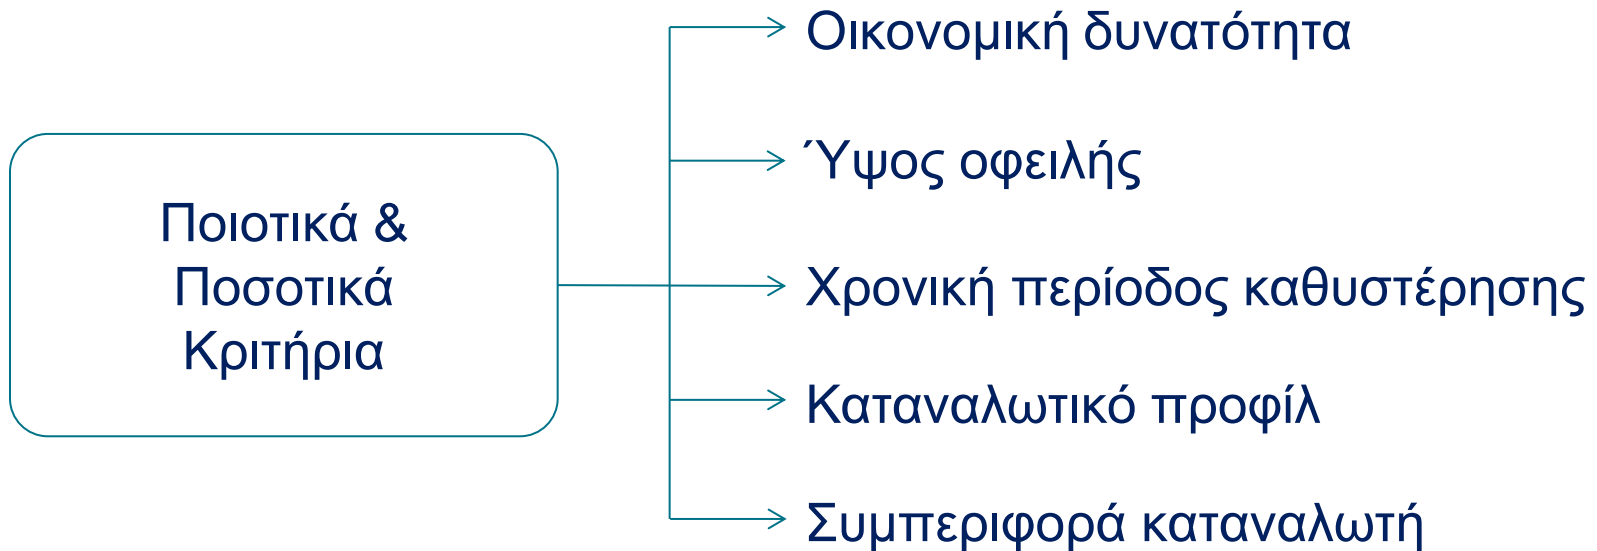 Ποιοτικά &
Ποσοτικά
Κριτήρια
Οικονομική δυνατότητα
Ύψος οφειλής
Χρονική περίοδος καθυστέρησης
Καταναλωτικό προφίλ
Συμπεριφορά καταναλωτή